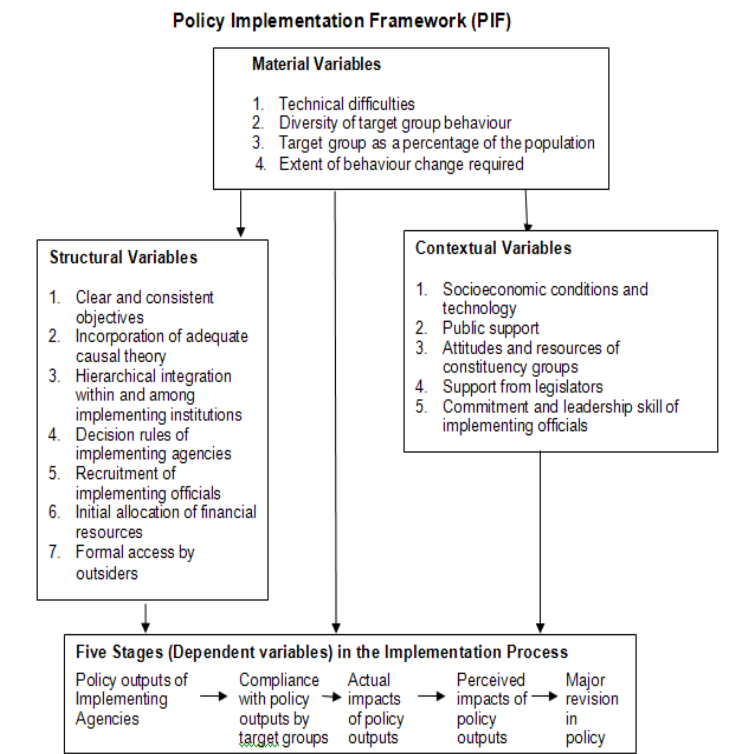 Policy Implementation Framework (PIF)
Material Variables
1. Technical difficulties
2. Diversity of target group behaviour
3. Target group as a percentage of the population
4. Extent of behaviour change required
Structural Variables
1. Clear and consistent
objectives
2. Incorporation of adequate
causal theory
3. Hierarchical integration
within and among
implementing institutions
4. Decision rules of
implementing agencies
5. Recruitment of
implementing officials
6. Initial allocation of financial
resources
7. Formal access by
outsiders
Contextual Variables
1. Socioeconomic conditions and
technology
2. Public support
3. Attitudes and resources of
constituency groups
4. Support from legislators
5. Commitment and leadership skill of
implementing officials
Five Stages (Dependent variables) in the Implementation Process
Policy outputs of
Implementing
Agencies
Compliance
with policy
outputs by
target groups
Actual
impacts
of policy
outputs
Perceived
impacts of
policy
outputs
Major
revision
in
policy